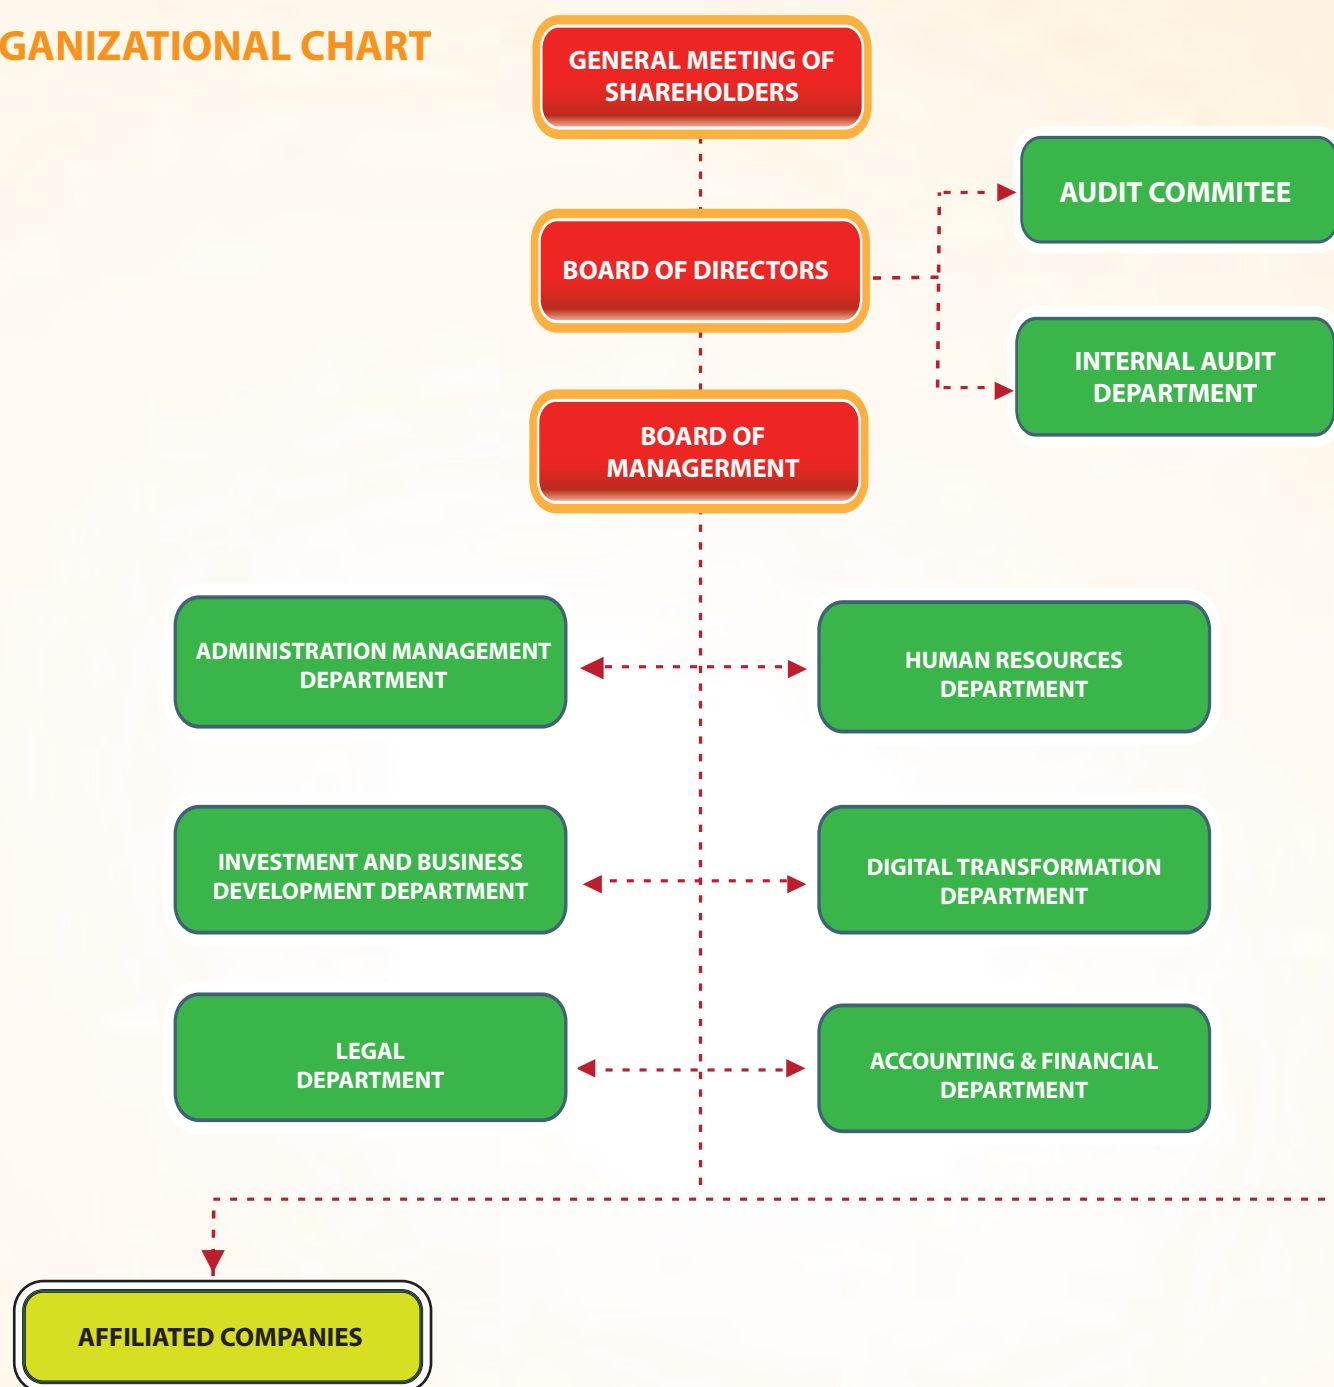 GANIZATIONAL CHART
GENERAL MEETING OF
SHAREHOLDERS
AUDIT COMMITEE
BOARD OF DIRECTORS
INTERNAL AUDIT
DEPARTMENT
BOARD OF
MANAGERMENT
ADMINISTRATION MANAGEMENT
DEPARTMENT
HUMAN RESOURCES
DEPARTMENT
INVESTMENT AND BUSINESS
DEVELOPMENT DEPARTMENT
DIGITAL TRANSFORMATION
DEPARTMENT
LEGAL
DEPARTMENT
ACCOUNTING & FINANCIAL
DEPARTMENT
AFFILIATED COMPANIES